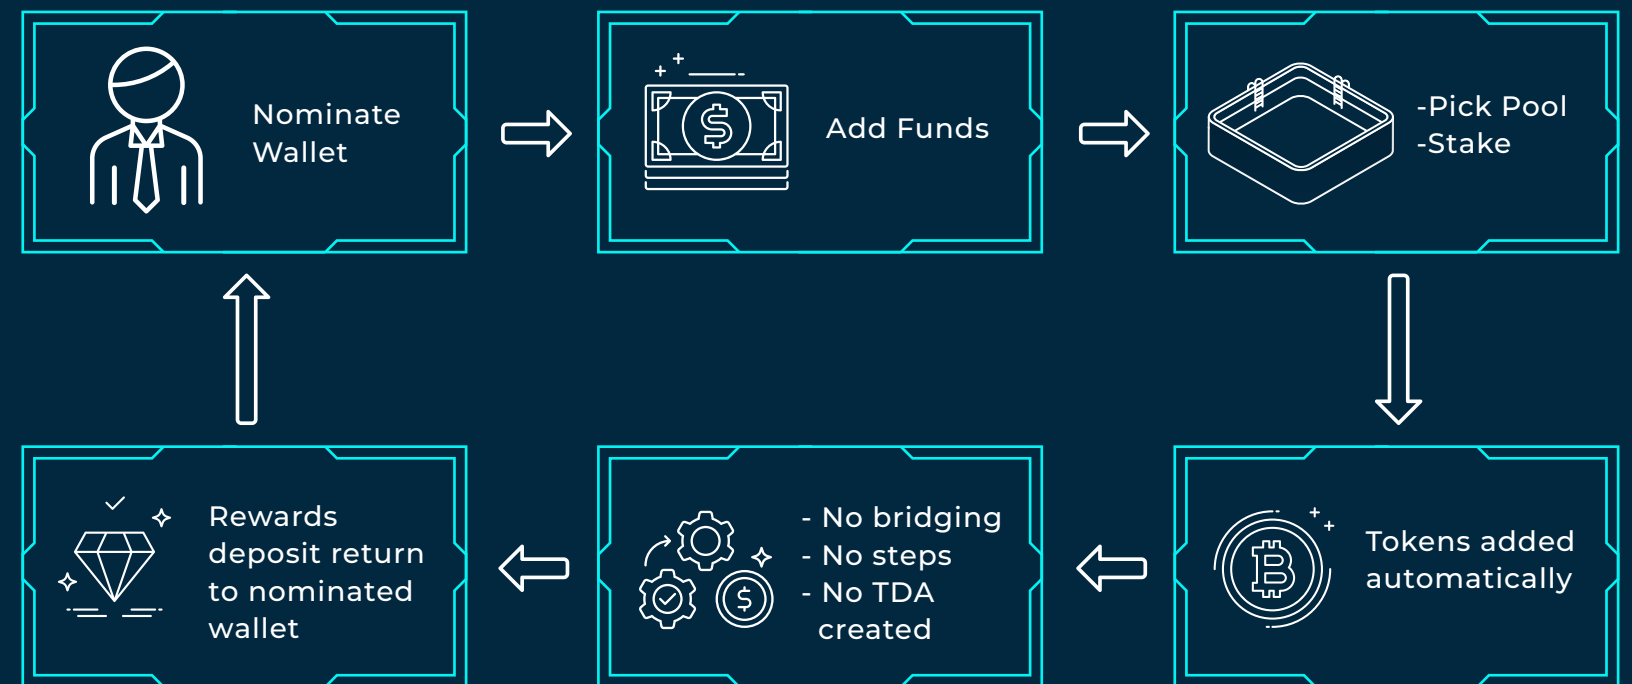 Nominate
Wallet
Add Funds
-Pick Pool
-Stake
Tokens added
automatically
- No bridging
- No steps
- No TDA
created
Rewards
deposit return
to nominated
wallet